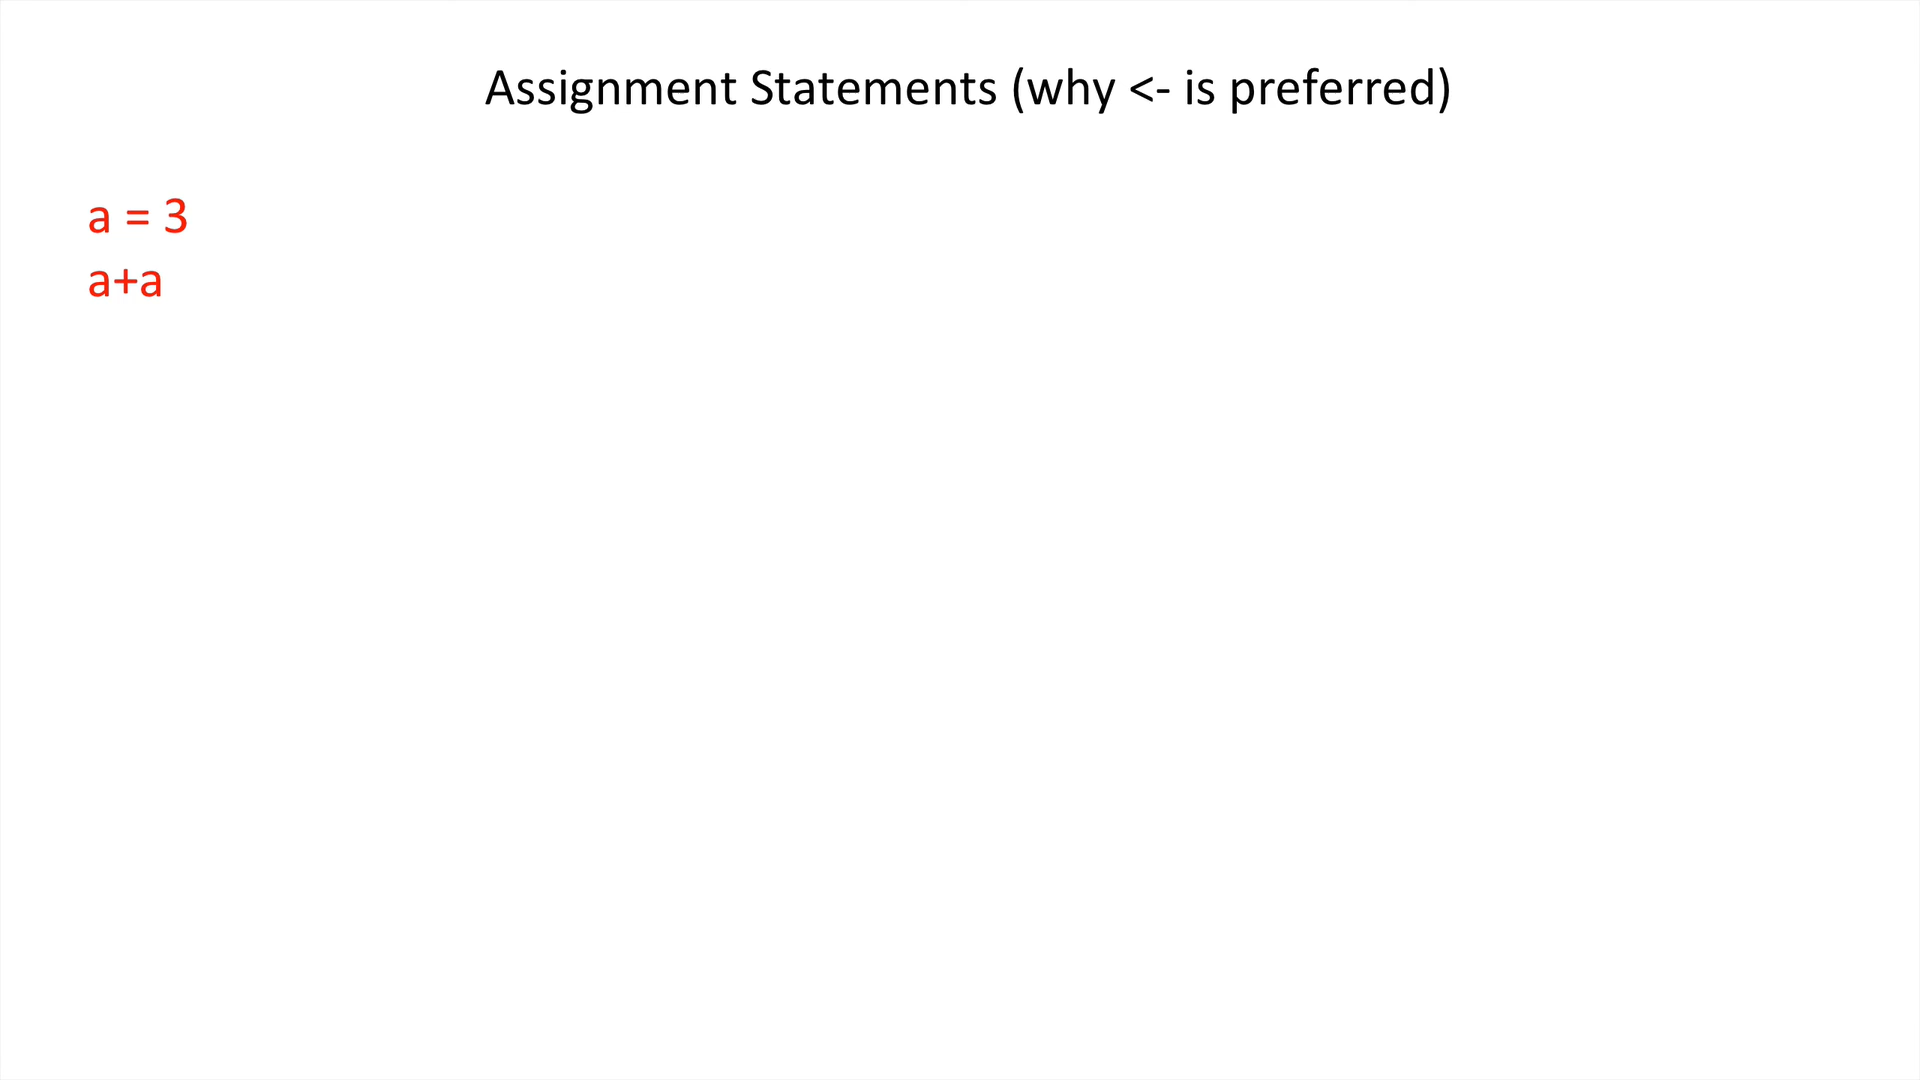 Assignment Statements (why <- is preferred)
a = 3
a+a